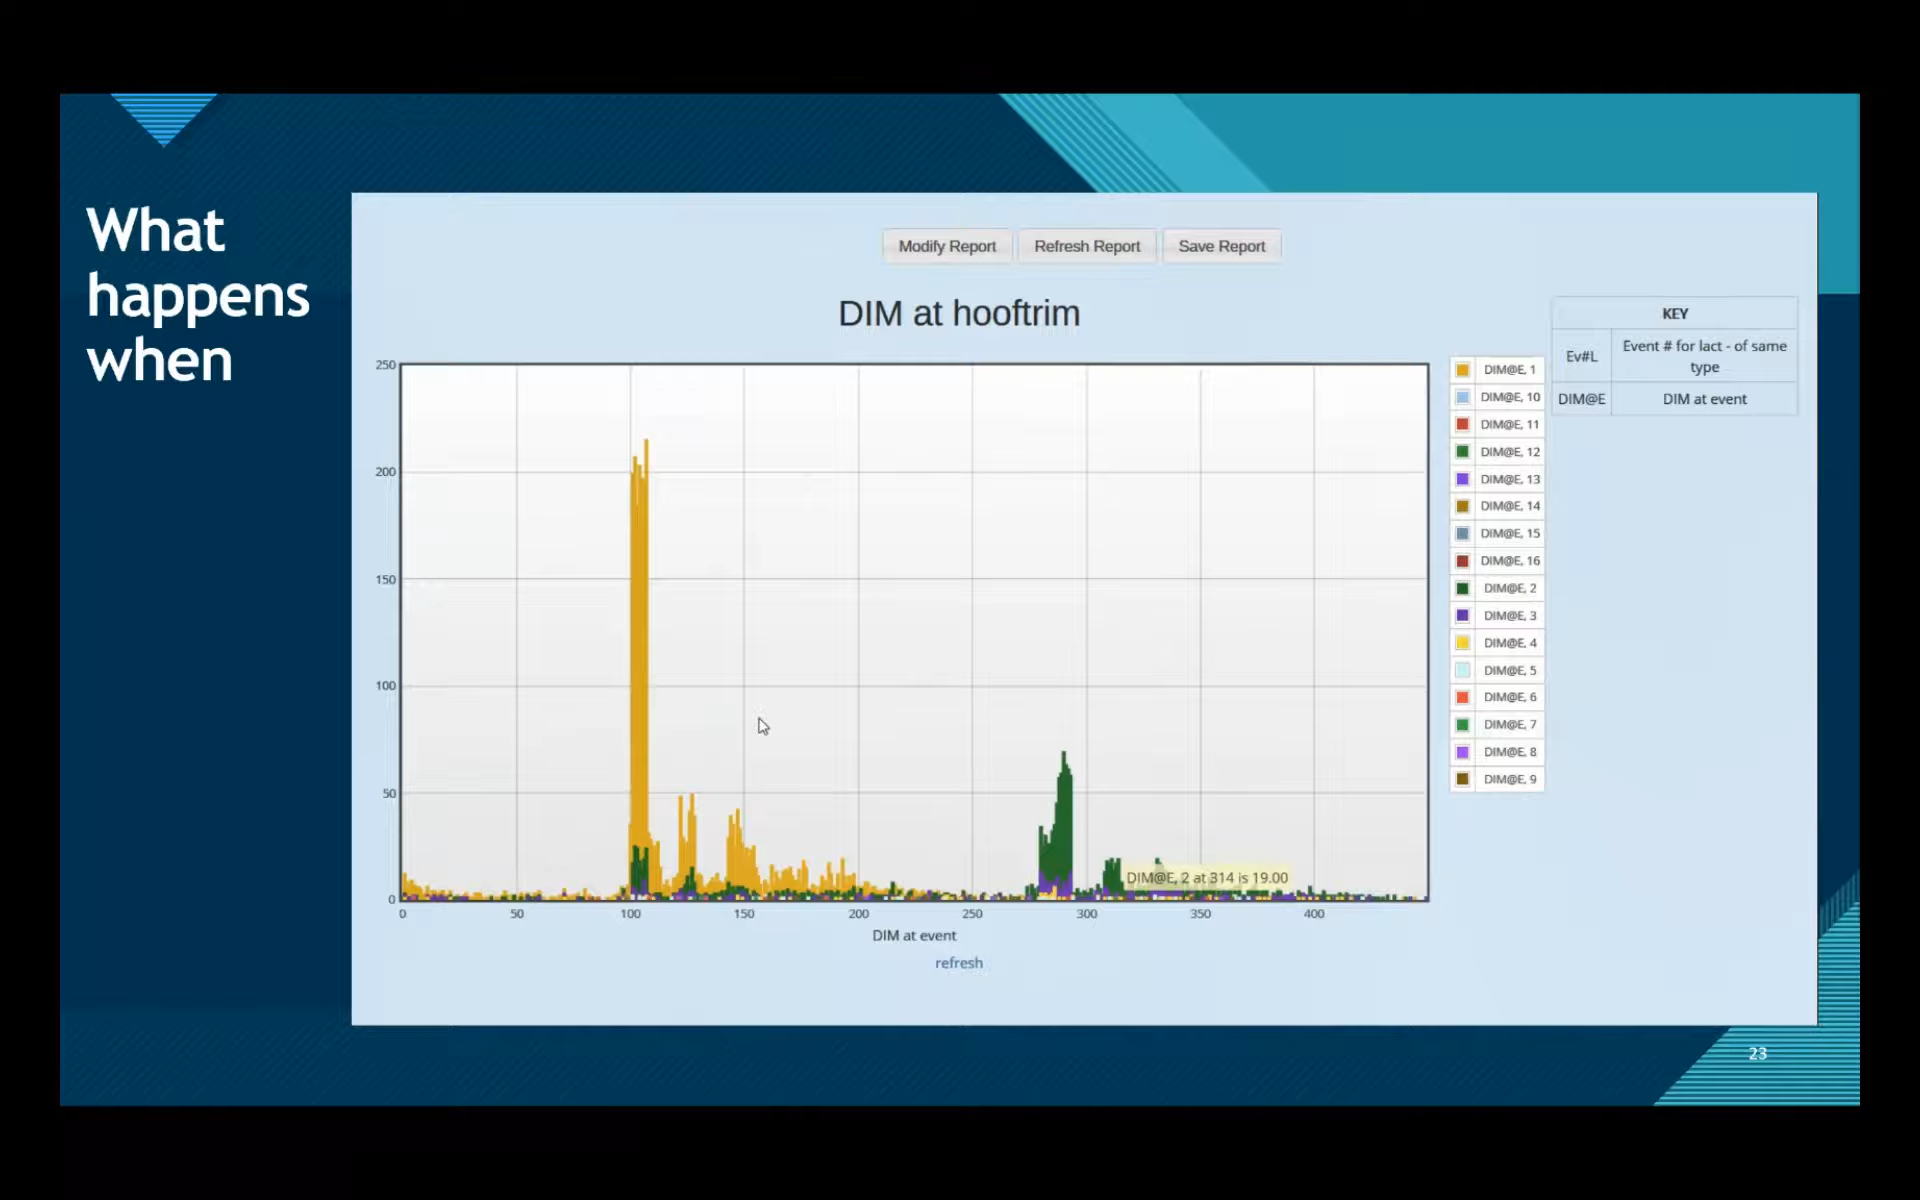 What
happens
when
Modify Report
Refresh Report
Save Report
DIM at hooftrim
250
200
150
100
50
0
0
50
100
150
200
250
300
350
400
DIM at event
refresh
DIM@E, 2 at 314 is 19.00
DIM@E, 1
DIM@E, 10
DIM@E, 11
DIM@E, 12
DIM@E, 13
DIM@E, 14
DIM@E, 15
DIM@E, 16
DIM@E, 2
DIM@E, 3
DIM@E, 4
DIM@E, 5
DIM@E, 6
DIM@E, 7
DIM@E, 8
DIM@E, 9
KEY
Ev#L
Event # for lact - of same
type
DIM@E
DIM at event
23